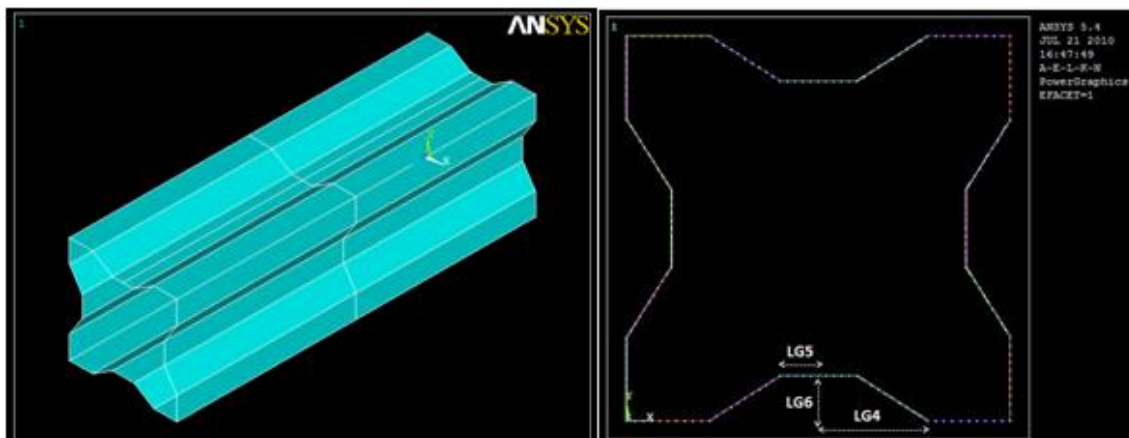 1
ANSYS
1
ANSYS 5.4
JUL 21 2010
16:47:49
A-E-L-K-N
PowerGraphics
EFACET=1
LG5
LG6
LG4
Y
X